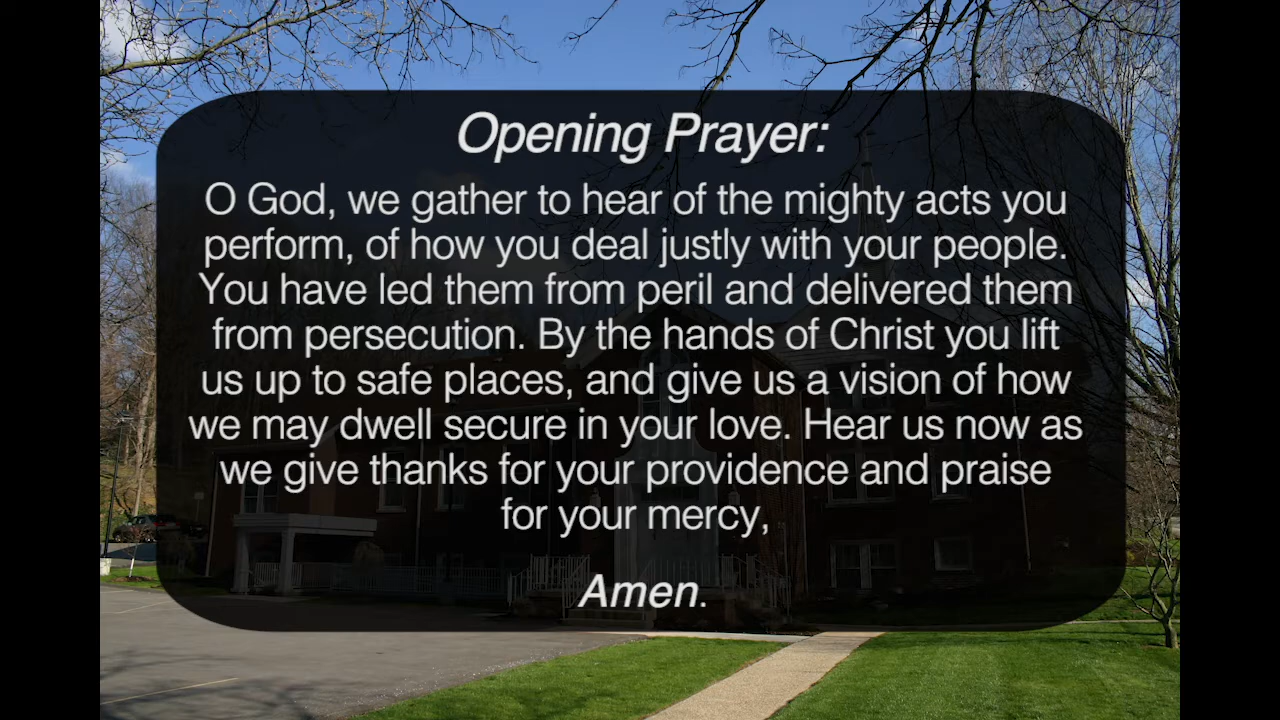 Opening Prayer:
O God, we gather to hear of the mighty acts you
perform, of how you deal justly with your people.
You have led them from peril and delivered them
from persecution. By the hands of Christ you lift
us up to safe places, and give us a vision of how
we may dwell secure in your love. Hear us now as
we give thanks for your providence and praise
for your mercy,
Amen.